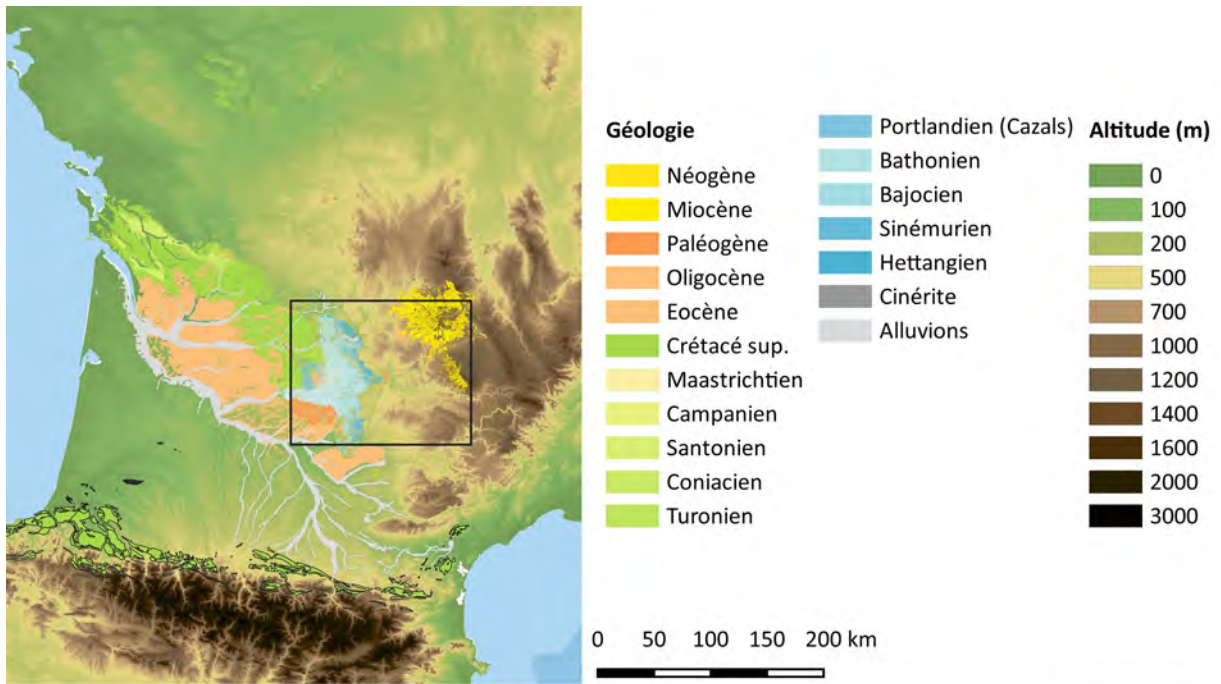 Géologie
Néogène
Miocène
Paléogène
Oligocène
Eocène
Crétacé sup.
Maastrichtien
Campanien
Santonien
Coniacien
Turonien
Portlandien (Cazals)
Bathonien
Bajocien
Sinémurien
Hettangien
Cinérite
Alluvions
Altitude (m)
0
100
200
500
700
1000
1200
1400
1600
2000
3000
0 50 100 150 200 km